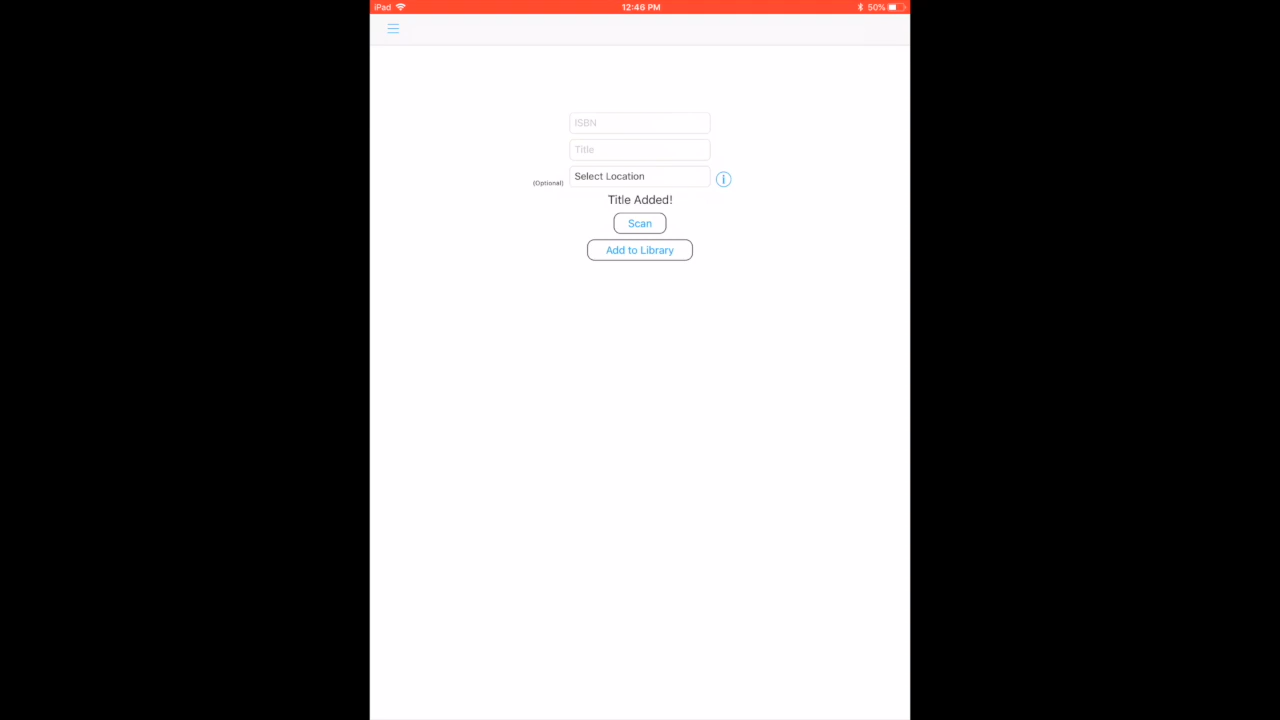 iPad 12:46 PM 50%
ISBN
Title
(Optional) Select Location i
Title Added!
Scan
Add to Library